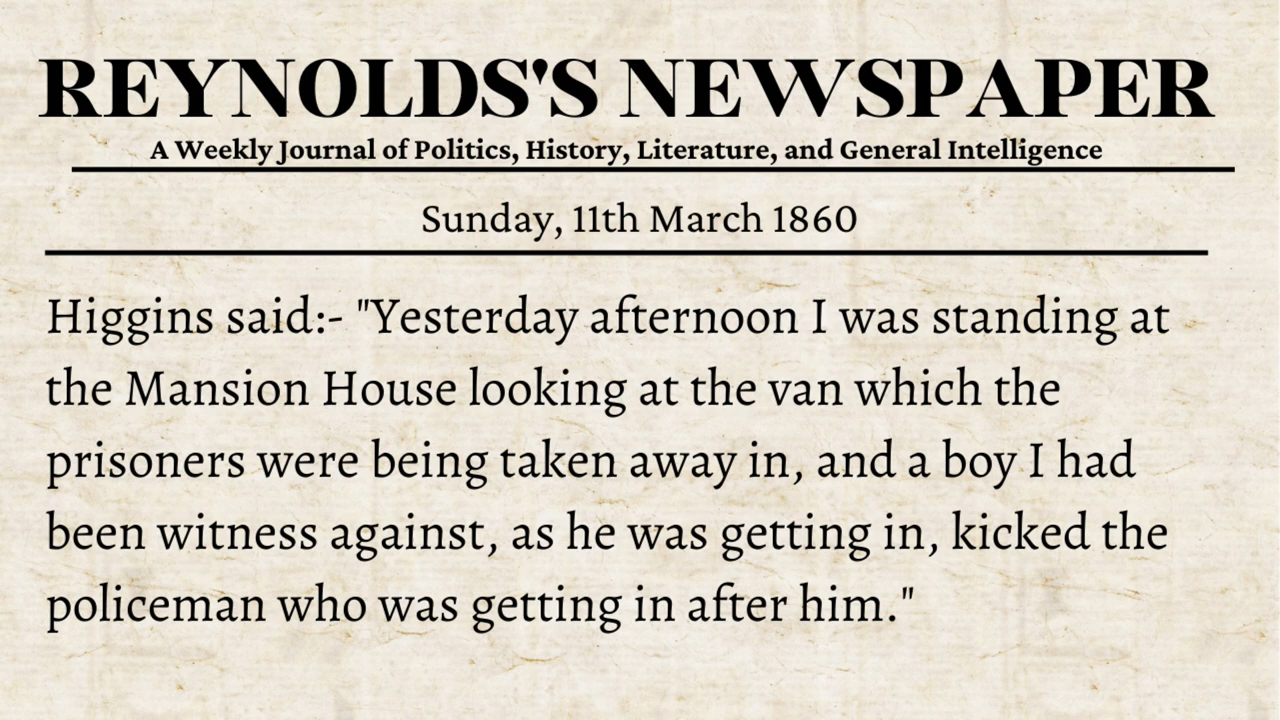 REYNOLDS'S NEWSPAPER
A Weekly Journal of Politics, History, Literature, and General Intelligence
Sunday, 11th March 1860
Higgins said:- "Yesterday afternoon I was standing at
the Mansion House looking at the van which the
prisoners were being taken away in, and a boy I had
been witness against, as he was getting in, kicked the
policeman who was getting in after him."